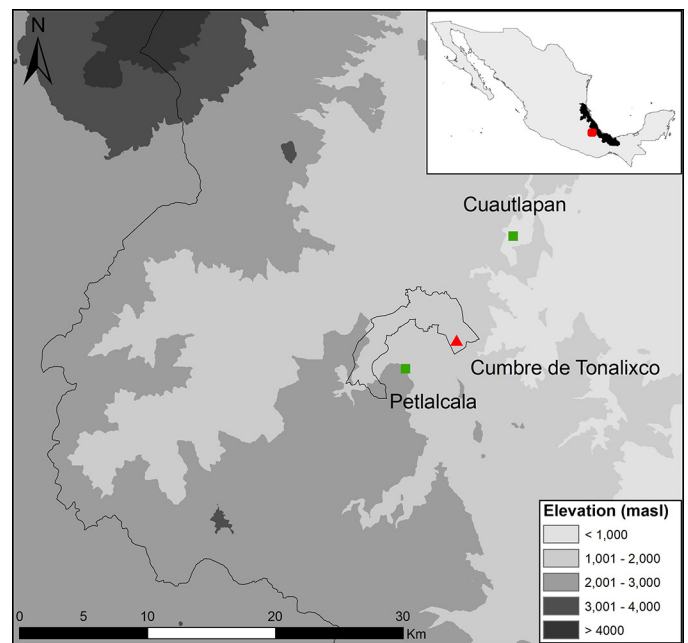 N
Cuautlapan
Cumbre de Tonalixco
Petlalcala
Elevation (masl)
< 1,000
1,001 - 2,000
2,001 - 3,000
3,001 - 4,000
> 4000
0 5 10 20 30
Km